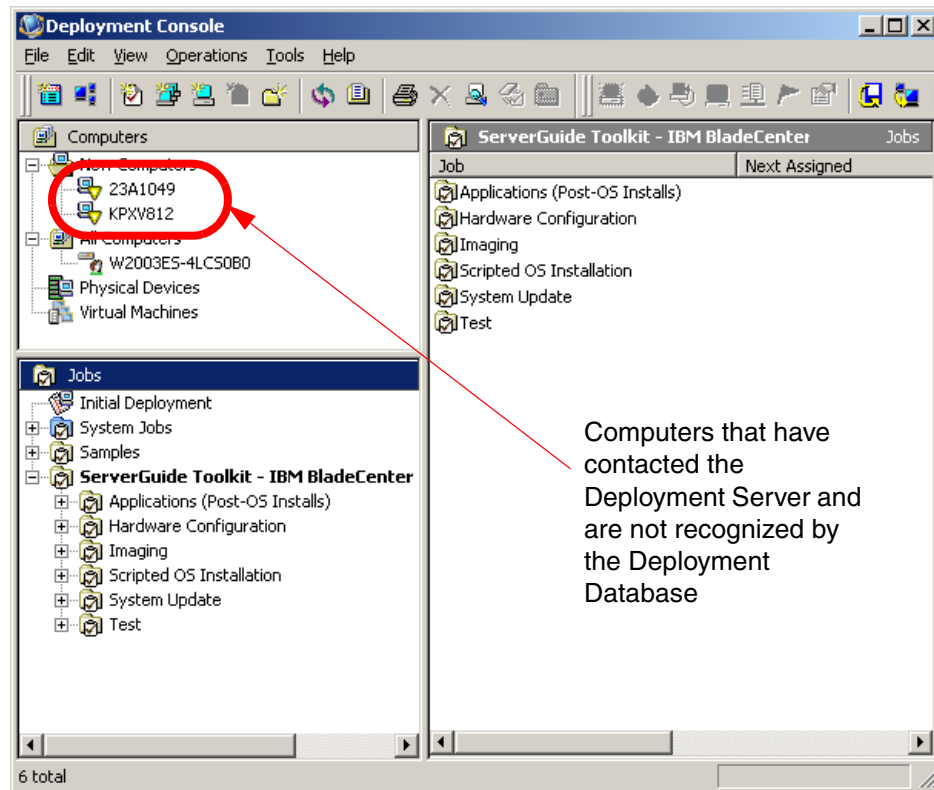 Deployment Console
File Edit View Operations Tools Help
Computers
New Computers
23A1049
KPXV812
All Computers
W2003ES-4LCS0B0
Physical Devices
Virtual Machines
Jobs
Initial Deployment
System Jobs
Samples
ServerGuide Toolkit - IBM BladeCenter
Applications (Post-OS Installs)
Hardware Configuration
Imaging
Scripted OS Installation
System Update
Test
ServerGuide Toolkit - IBM BladeCenter Jobs
Job Next Assigned
Applications (Post-OS Installs)
Hardware Configuration
Imaging
Scripted OS Installation
System Update
Test
Computers that have
contacted the
Deployment Server and
are not recognized by
the Deployment
Database
6 total